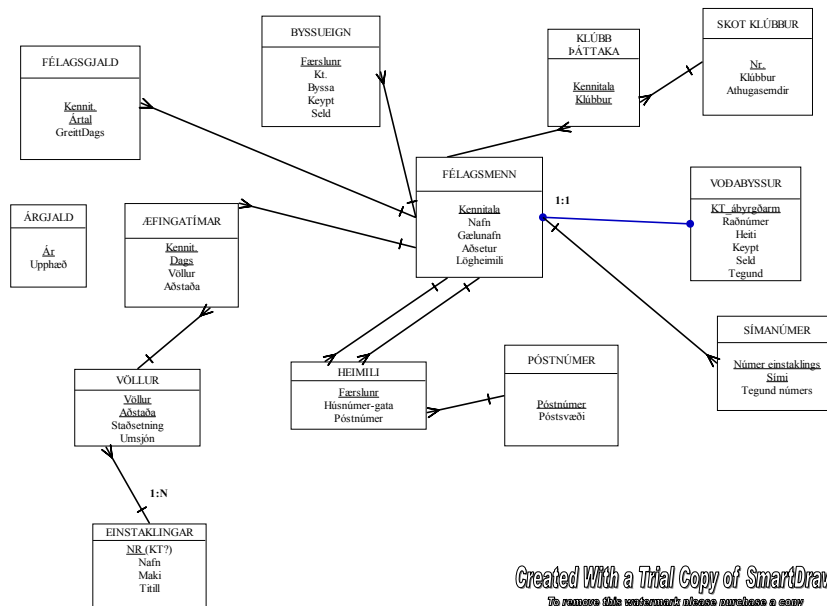 FÉLAGSGJALD
Kennit.
Ártal
GreittDags
BYSSUEIGN
Færslunr
Kt.
Byssa
Keypt
Seld
KLÚBB
ÞÁTTAKA
Kennitala
Klúbbur
SKOT KLÚBBUR
Nr.
Klúbbur
Athugasemdir
ÁRGJALD
Ár
Upphæð
ÆFINGATÍMAR
Kennit.
Dags
Völlur
Aðstaða
FÉLAGSMENN
Kennitala
Nafn
Gælunafn
Aðsetur
Lögheimili
1:1
VOÐABYSSUR
KT_ábyrgðarm
Raðnúmer
Heiti
Keypt
Seld
Tegund
VÖLLUR
Völlur
Aðstaða
Staðsetning
Umsjón
HEIMILI
Færslunr
Húsnúmer-gata
Póstnúmer
PÓSTNÚMER
Póstnúmer
Póstsvæði
SÍMANÚMER
Númer einstaklings
Sími
Tegund númers
1:N
EINSTAKLINGAR
NR (KT?)
Nafn
Maki
Titill
Created With a Trial Copy of SmartDraw
To remove this watermark please purchase a copy